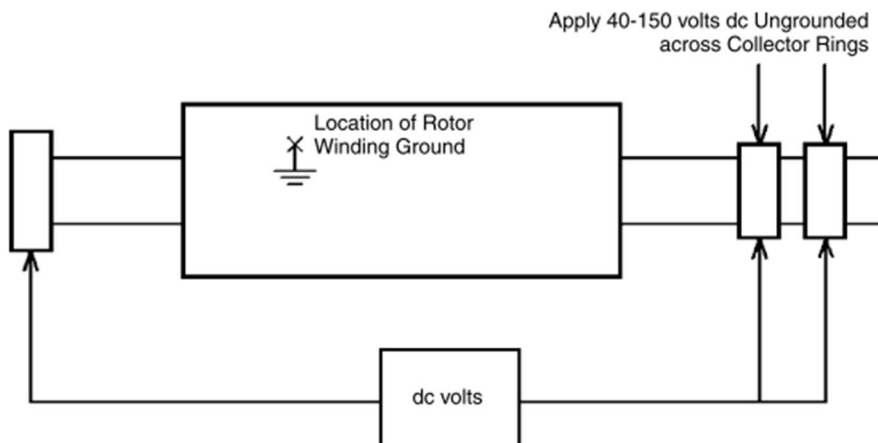 Apply 40-150 volts dc Ungrounded
across Collector Rings
Location of Rotor
Winding Ground
dc volts